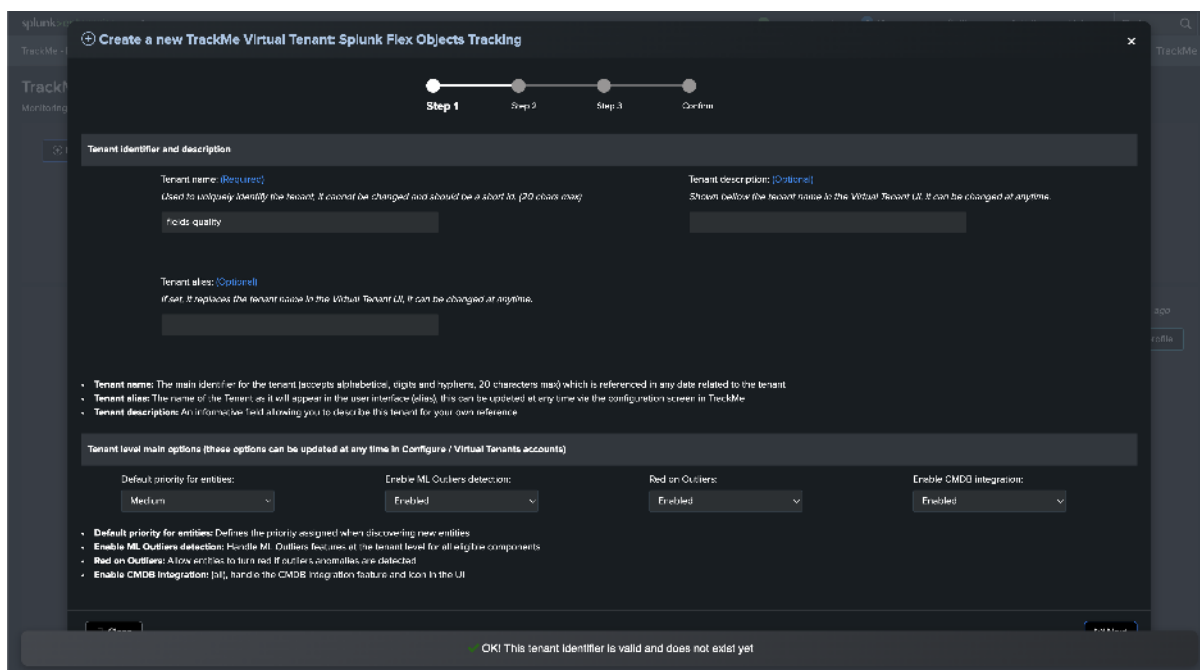 splunk>
TrackMe
⊕ Create a new TrackMe Virtual Tenant: Splunk Flex Objects Tracking
×
TrackMe
Monitoring
Step 1 Step 2 Step 3 Confirm
Tenant identifier and description
Tenant name: (Required) Tenant description: (Optional)
Used to uniquely identify the tenant, it cannot be changed and should be a short id. (20 chars max) Shown bellow the tenant name in the Virtual Tenant UI, it can be changed at anytime.
fields-quality
Tenant alias: (Optional)
If set, it replaces the tenant name in the Virtual Tenant UI, it can be changed at anytime.
ago
• Tenant name: The main identifier for the tenant (accepts alphabetical, digits and hyphens, 20 characters max) which is referenced in any date related to the tenant
• Tenant alias: The name of the Tenant as it will appear in the user interface (alias), this can be updated at any time via the configuration screen in TrackMe
• Tenant description: An informative field allowing you to describe this tenant for your own reference
Tenant level main options (these options can be updated at any time in Configure / Virtual Tenants accounts)
Default priority for entities: Enable ML Outliers detection: Red on Outliers: Enable CMDB integration:
Medium Enabled Enabled Enabled
• Default priority for entities: Defines the priority assigned when discovering new entities
• Enable ML Outliers detection: Handle ML Outliers features at the tenant level for all eligible components
• Red on Outliers: Allow entities to turn red if outliers anomalies are detected
• Enable CMDB integration: (all), handle the CMDB integration feature and icon in the UI
✓ OK! This tenant identifier is valid and does not exist yet